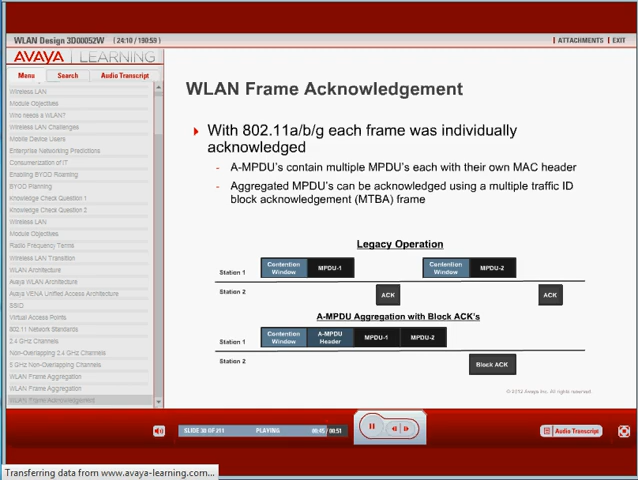 WLAN Design 3D00052W (24:10 / 190:59)
ATTACHMENTS | EXIT
AVAYA | LEARNING
Menu
Search
Audio Transcript
Wireless LAN
Module Objectives
Who needs a WLAN?
Wireless LAN Challenges
Mobile Device Users
Enterprise Networking Predictions
Consumerization of IT
Enabling BYOD Roaming
BYOD Planning
Knowledge Check Question 1
Knowledge Check Question 2
Wireless LAN
Module Objectives
Radio Frequency Terms
Wireless LAN Transition
WLAN Architecture
Avaya WLAN Architecture
Avaya VENA Unified Access Architecture
SSID
Virtual Access Points
802.11 Network Standards
2.4 GHz Channels
Non-Overlapping 2.4 GHz Channels
5 GHz Non-Overlapping Channels
WLAN Frame Aggregation
WLAN Frame Aggregation
WLAN Frame Acknowledgement
WLAN Frame Acknowledgement
With 802.11a/b/g each frame was individually
acknowledged
- A-MPDU's contain multiple MPDU's each with their own MAC header
- Aggregated MPDU's can be acknowledged using a multiple traffic ID
block acknowledgement (MTBA) frame
Legacy Operation
Station 1
Contention
Window
MPDU-1
Contention
Window
MPDU-2
Station 2
ACK
ACK
A-MPDU Aggregation with Block ACK's
Station 1
Contention
Window
A-MPDU
Header
MPDU-1
MPDU-2
Station 2
Block ACK
© 2012 Avaya Inc. All rights reserved.
PLAYING
00:45 / 00:51
Audio Transcript
Transferring data from www.avaya-learning.com...